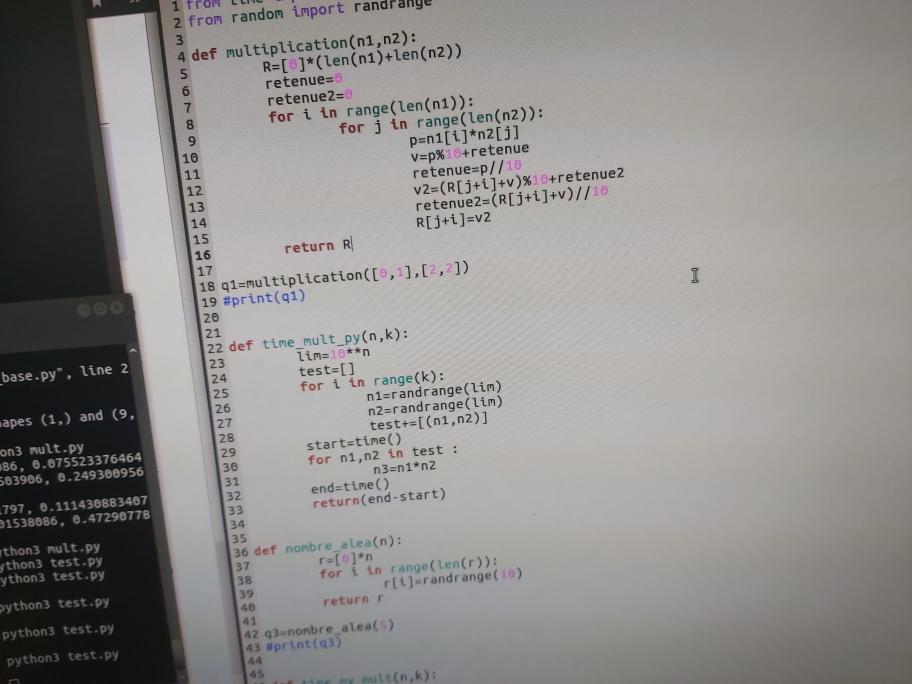 1 from
2 from random import randrange
3
4 def multiplication(n1,n2):
5 R=[0]*(len(n1)+len(n2))
6 retenue=0
7 retenue2=0
8 for i in range(len(n1)):
9 for j in range(len(n2)):
10 p=n1[i]*n2[j]
11 v=p%10+retenue
12 retenue=p//10
13 v2=(R[j+i]+v)%10+retenue2
14 retenue2=(R[j+i]+v)//10
15 R[j+i]=v2
16 return R
17
18 q1=multiplication([0,1],[2,2])
19 #print(q1)
20
21
22 def time_mult_py(n,k):
23 lim=10**n
24 test=[]
25 for i in range(k):
26 n1=randrange(lim)
27 n2=randrange(lim)
28 test+=[(n1,n2)]
29 start=time()
30 for n1,n2 in test :
31 n3=n1*n2
32 end=time()
33 return(end-start)
34
35
36 def nombre_alea(n):
37 r=[0]*n
38 for i in range(len(r)):
39 r[i]=randrange(10)
40 return r
41
42 q3=nombre_alea(5)
43 #print(q3)
44
45
_base.py", line 2
apes (1,) and (9,
on3 mult.py
086, 0.075523376464
503906, 0.249300956
1797, 0.111430883407
01538086, 0.47290778
ython3 mult.py
ython3 test.py
ython3 test.py
python3 test.py
python3 test.py
python3 test.py